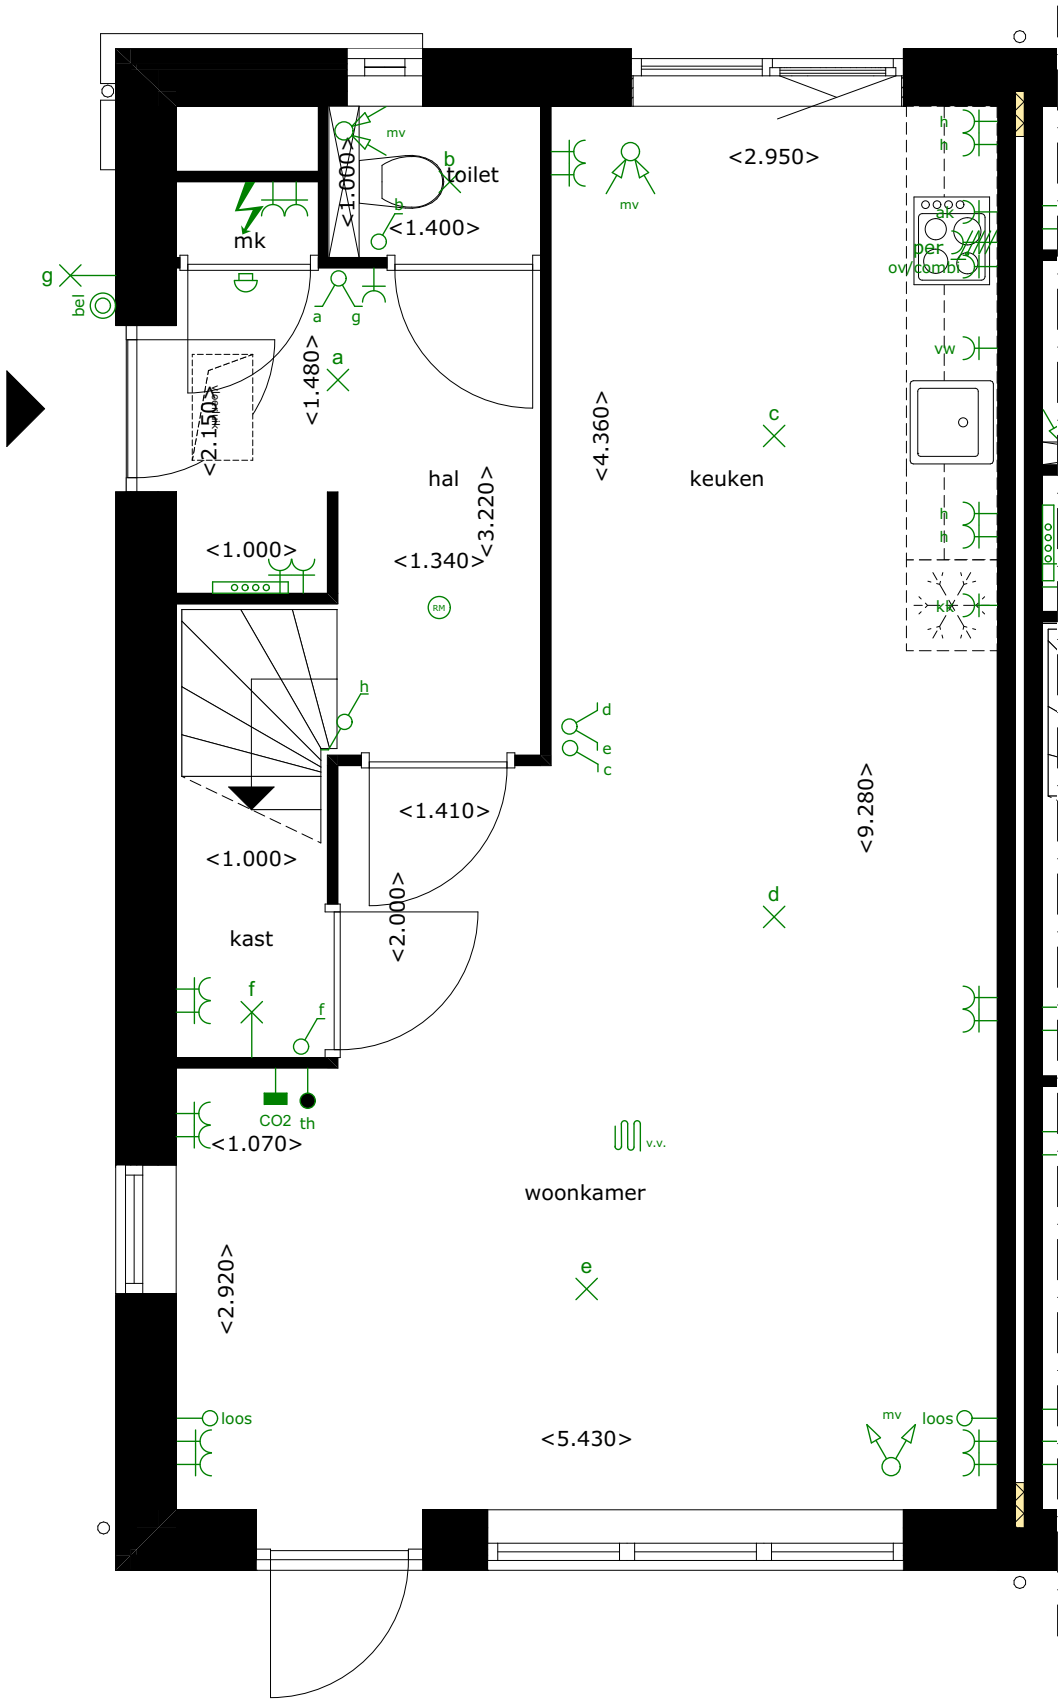 h
mv
h
<2.950>
b
toilet
<1.000>
ak
b
<1.400>
mk
per
ov/combi
g
bel
a
g
vw
a
<1.480>
<2.150>
c
<4.360>
hal
keuken
<3.220>
h
<1.000>
h
<1.340>
RM
kk
h
d
e
c
<1.410>
<9.280>
<1.000>
d
<2.000>
kast
f
f
CO2
th
<1.070>
v.v.
woonkamer
e
<2.920>
mv
loos
loos
<5.430>
mv